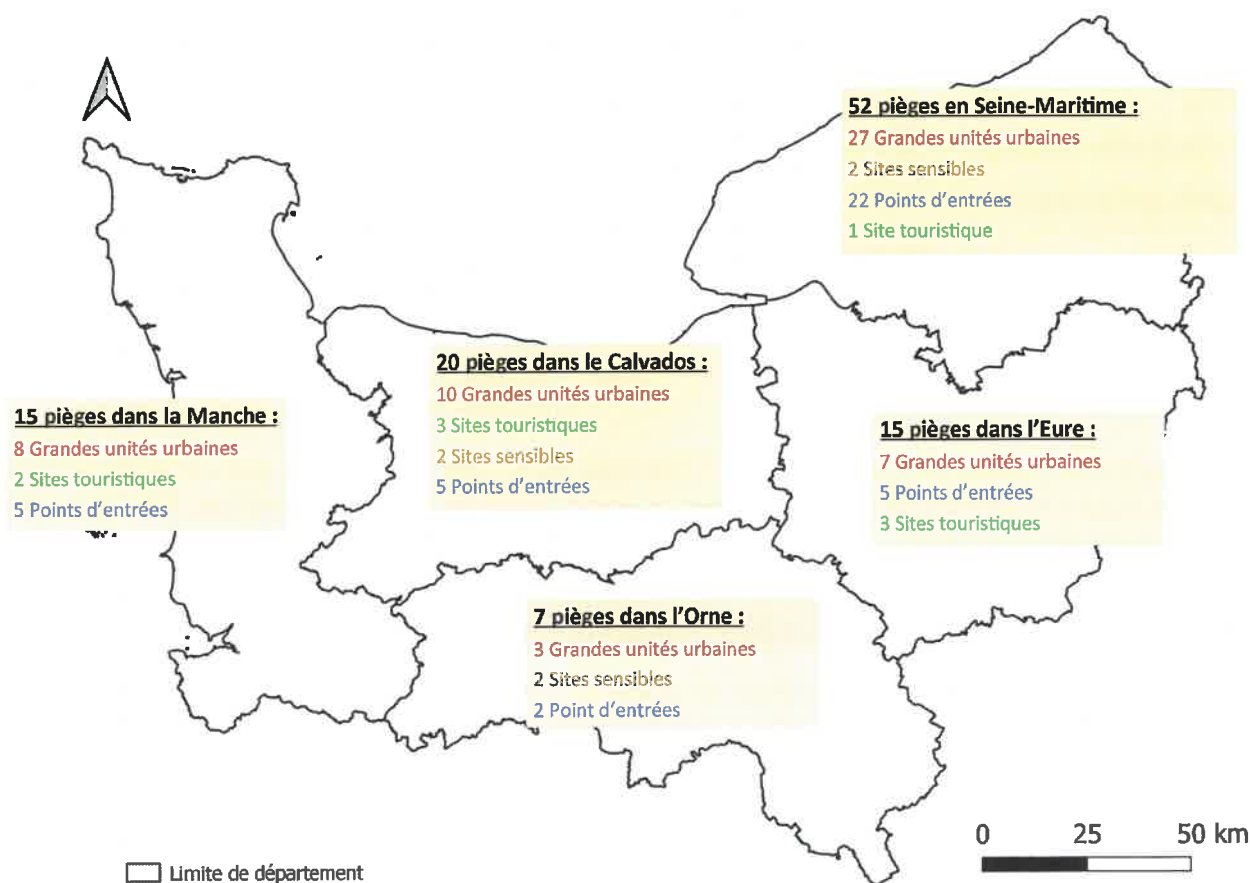 52 pièges en Seine-Maritime :
27 Grandes unités urbaines
2 Sites sensibles
22 Points d'entrées
1 Site touristique
20 pièges dans le Calvados :
10 Grandes unités urbaines
3 Sites touristiques
2 Sites sensibles
5 Points d'entrées
15 pièges dans la Manche :
8 Grandes unités urbaines
2 Sites touristiques
5 Points d'entrées
15 pièges dans l'Eure :
7 Grandes unités urbaines
5 Points d'entrées
3 Sites touristiques
7 pièges dans l'Orne :
3 Grandes unités urbaines
2 Sites sensibles
2 Point d'entrées
0 25 50 km
Limite de département